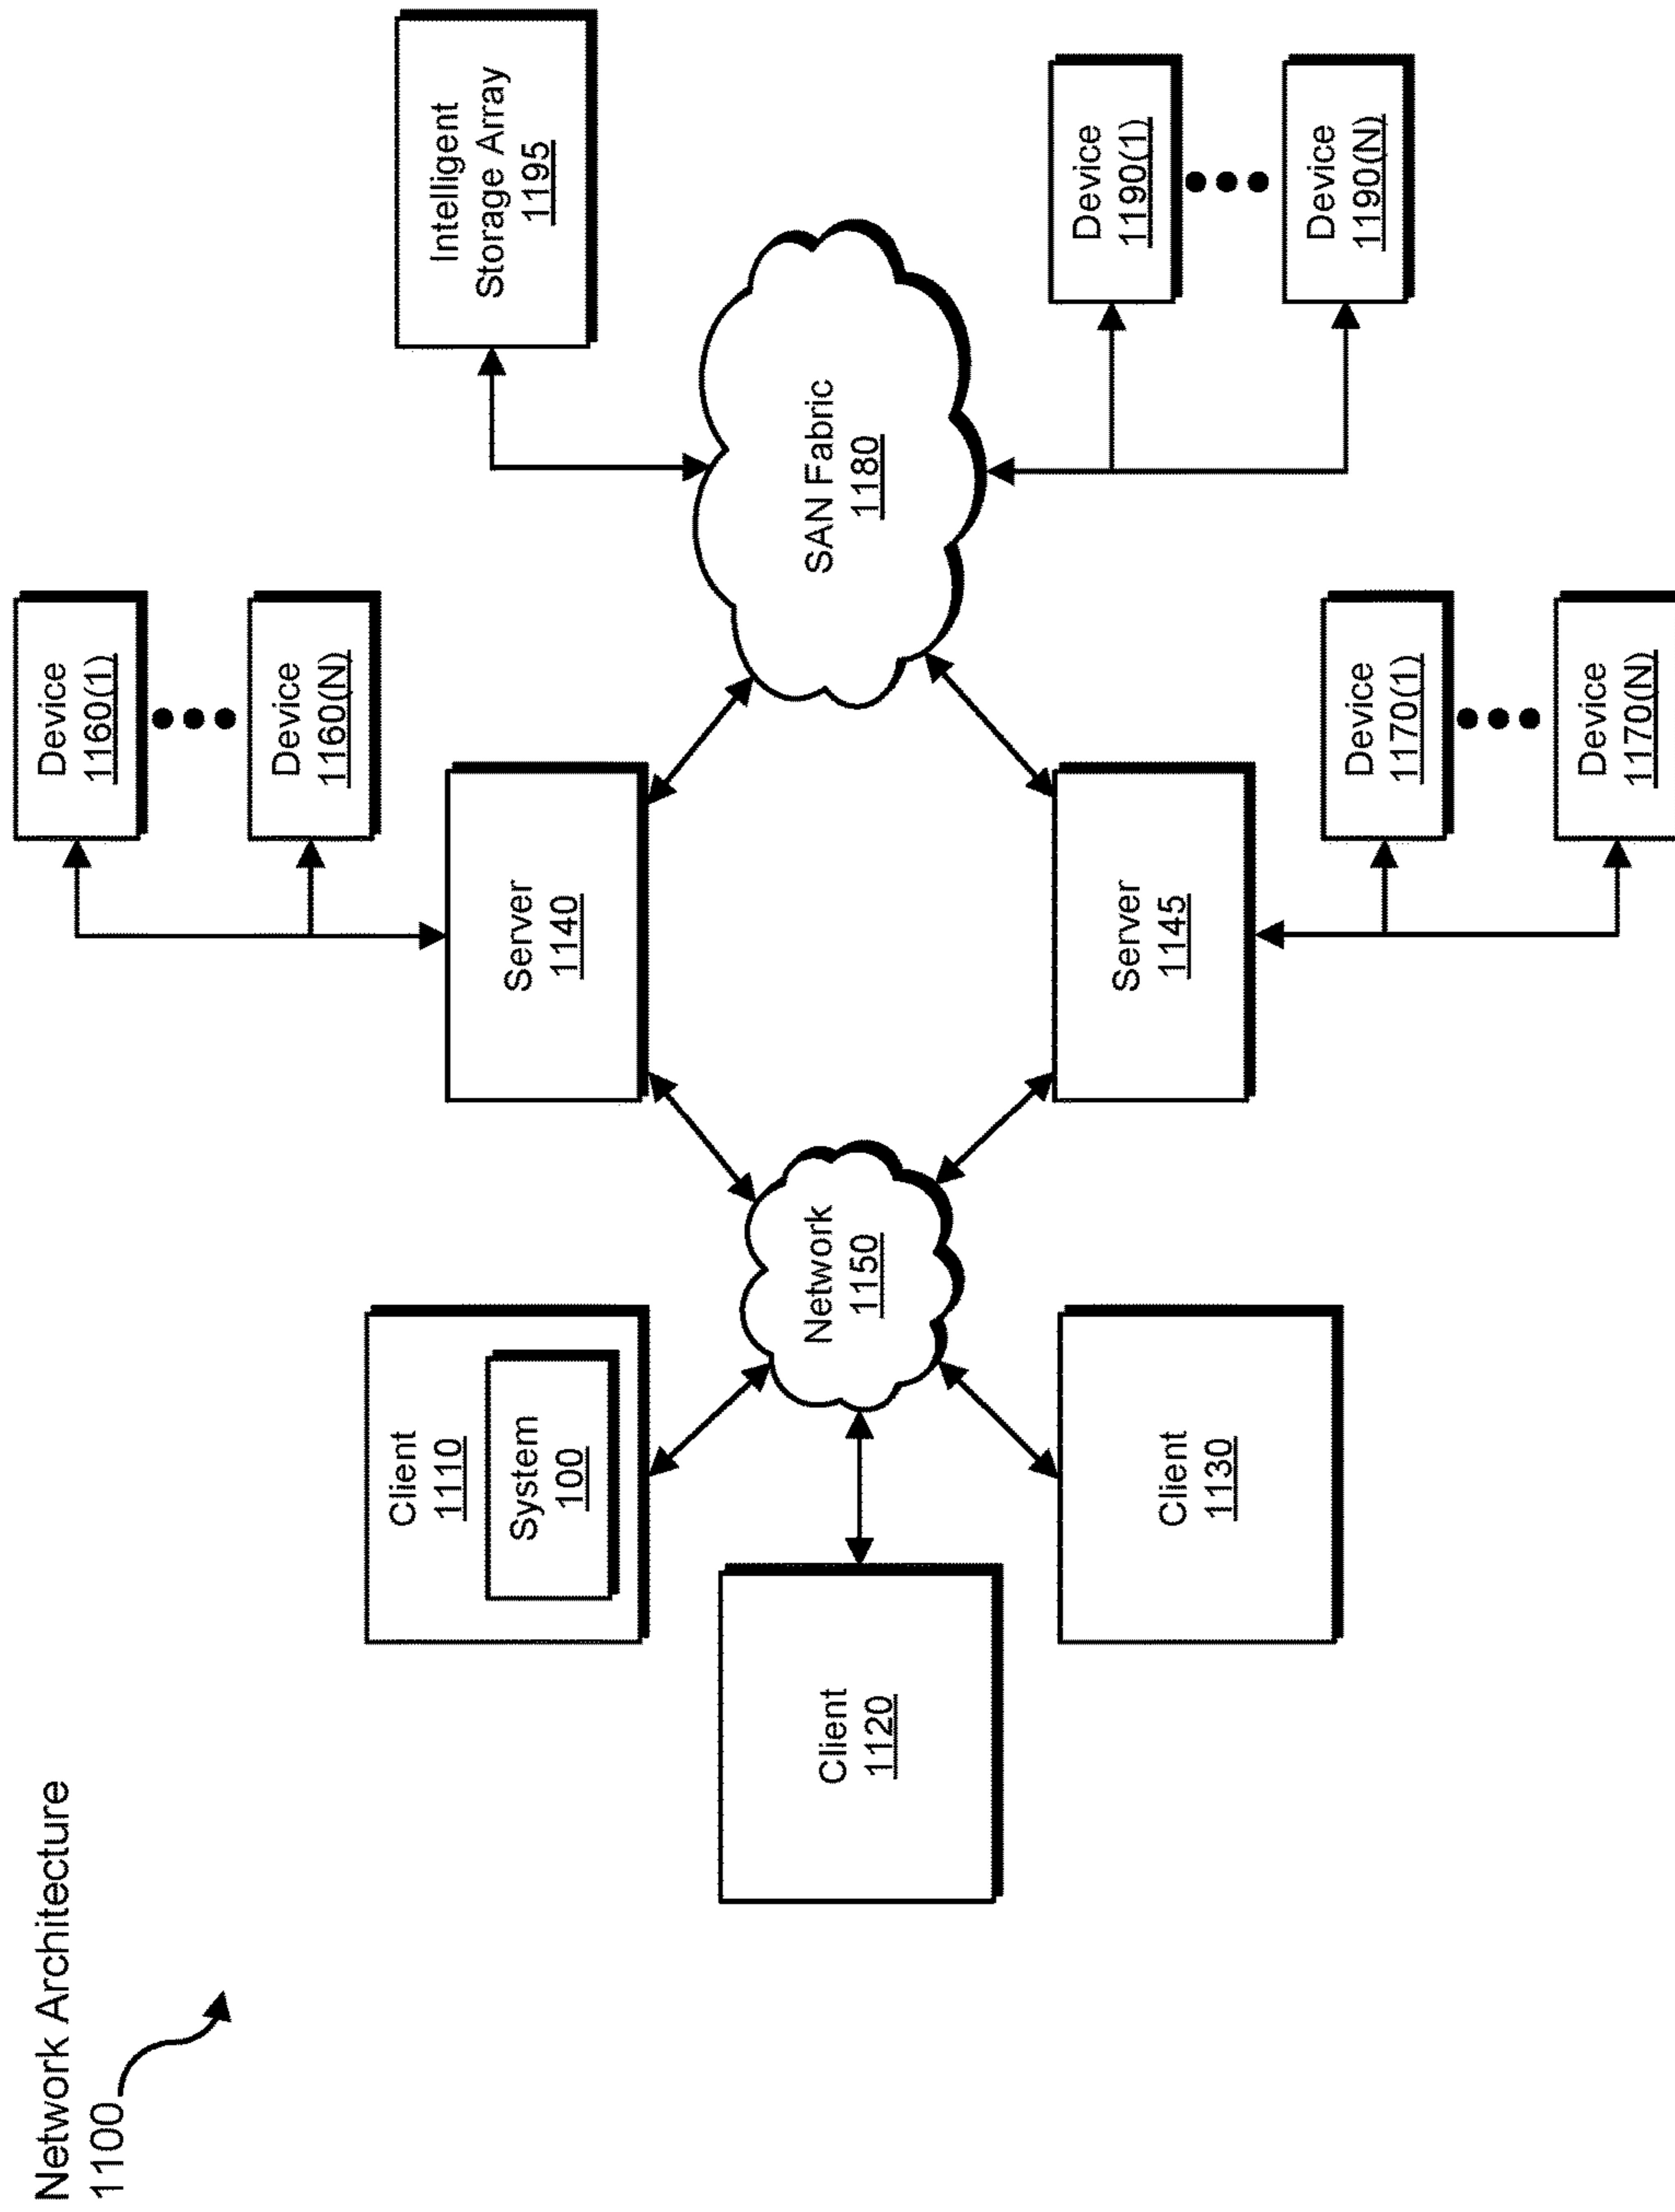 Network Architecture
1100
Client
1110
System
100
Client
1120
Client
1130
Network
1150
Server
1140
Server
1145
Device
1160(1)
Device
1160(N)
Device
1170(1)
Device
1170(N)
SAN Fabric
1180
Intelligent
Storage Array
1195
Device
1190(1)
Device
1190(N)